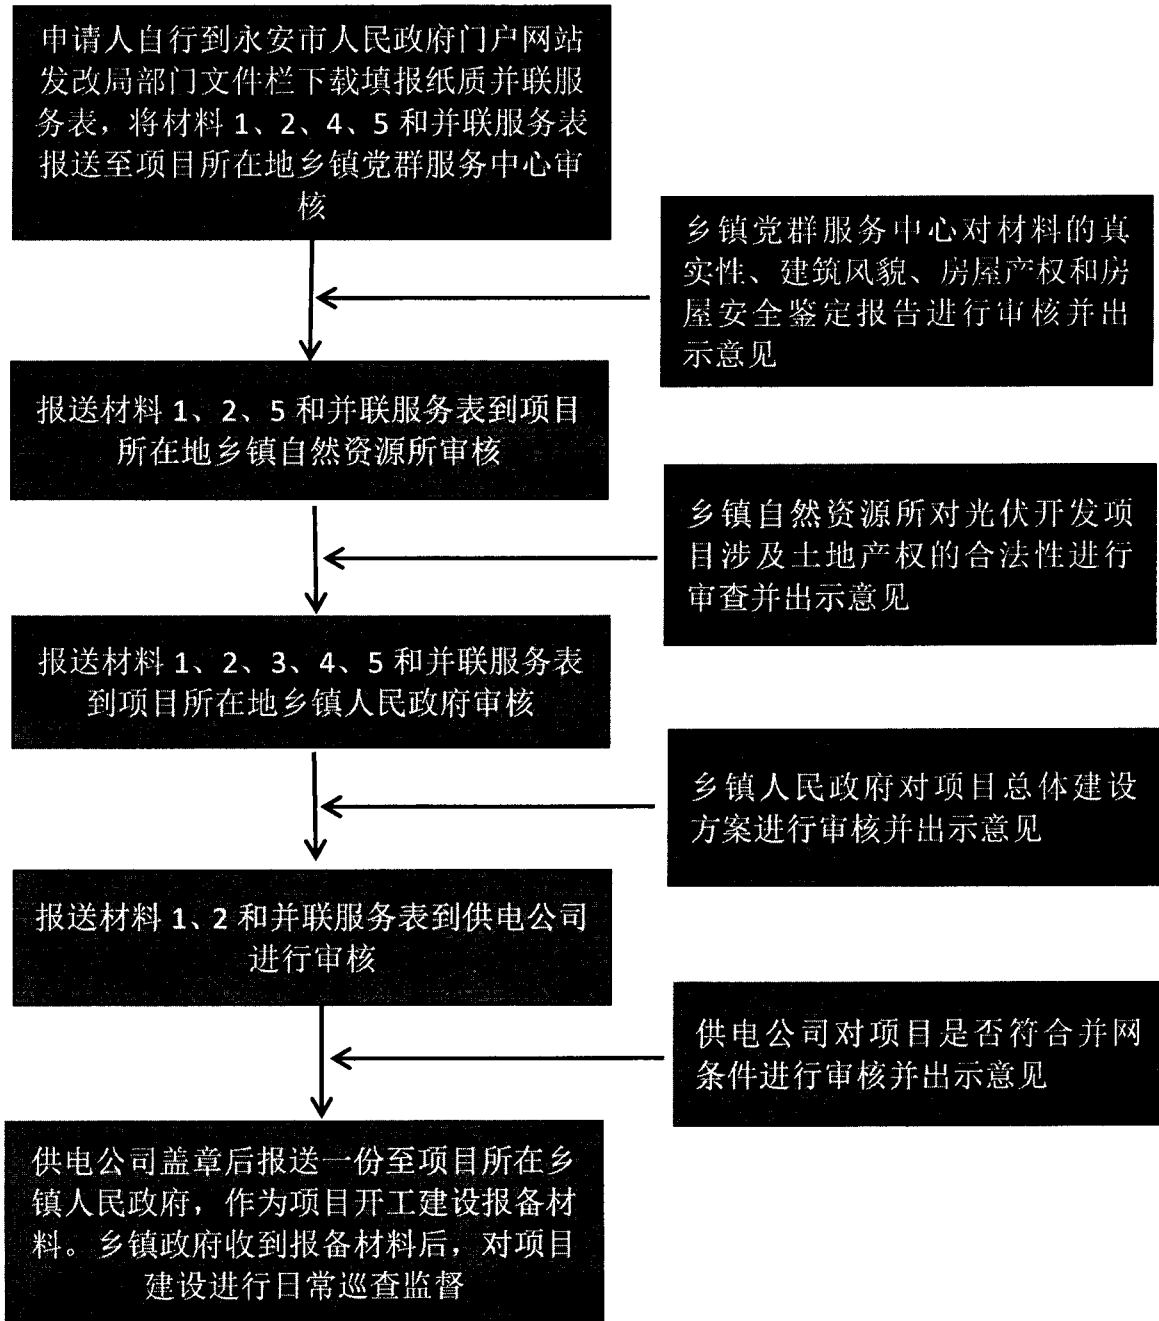 申请人自行到永安市人民政府门户网站
发改局部门文件栏下载填报纸质并联服
务表，将材料 1、2、4、5 和并联服务表
报送至项目所在地乡镇党群服务中心审
核
乡镇党群服务中心对材料的真
实性、建筑风貌、房屋产权和房
屋安全鉴定报告进行审核并出
示意见
报送材料 1、2、5 和并联服务表到项目
所在地乡镇自然资源所审核
乡镇自然资源所对光伏开发项
目涉及土地产权的合法性进行
审查并出示意见
报送材料 1、2、3、4、5 和并联服务表
到项目所在地乡镇人民政府审核
乡镇人民政府对项目总体建设
方案进行审核并出示意见
报送材料 1、2 和并联服务表到供电公司
进行审核
供电公司对项目是否符合并网
条件进行审核并出示意见
供电公司盖章后报送一份至项目所在乡
镇人民政府，作为项目开工建设报备材
料。乡镇政府收到报备材料后，对项目
建设进行日常巡查监督